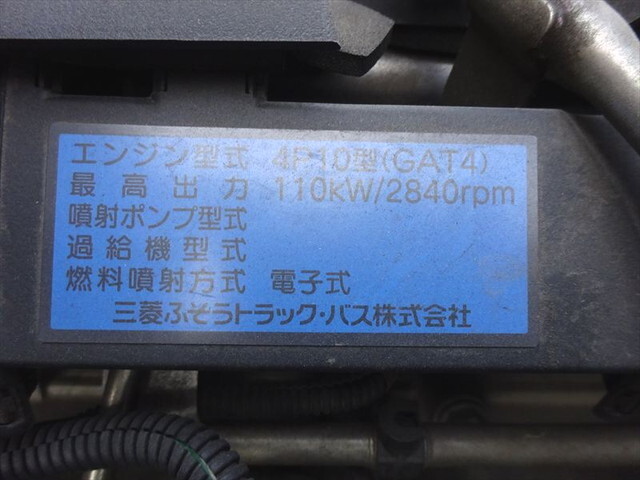 エンジン型式 4P10型(GAT4)
最高出力 110kW/2840rpm
噴射ポンプ型式
過給機型式
燃料噴射方式 電子式
三菱ふそうトラック・バス株式会社